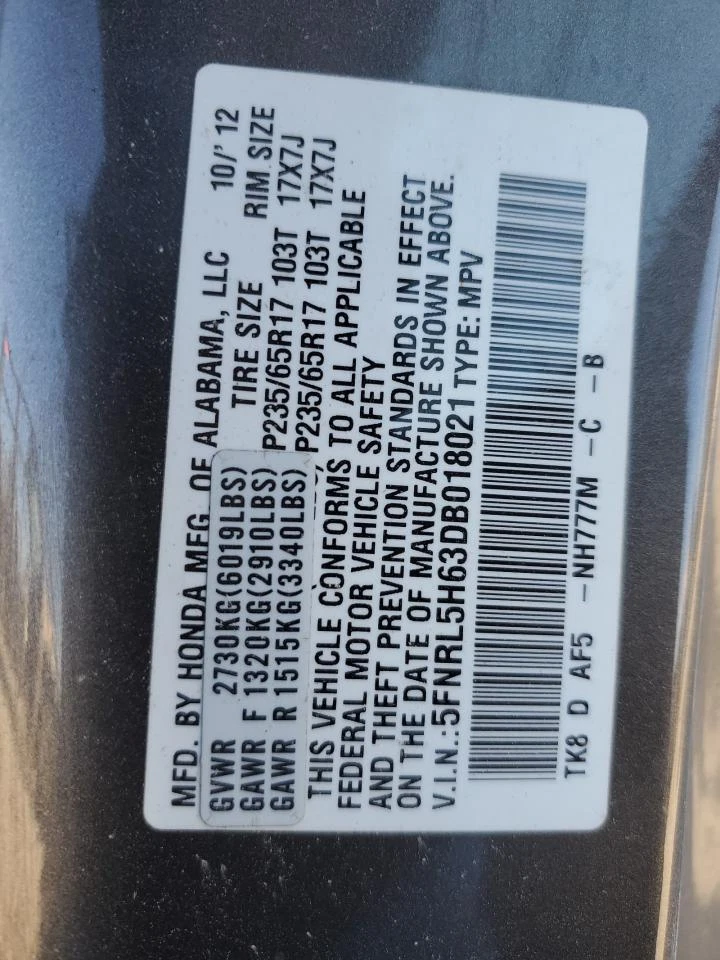 MFD. BY HONDA MFG. OF ALABAMA, LLC 10/'12
GVWR 2730KG(6019LBS) TIRE SIZE RIM SIZE
GAWR F 1320KG(2910LBS) P235/65R17 103T 17X7J
GAWR R 1515KG(3340LBS) P235/65R17 103T 17X7J
THIS VEHICLE CONFORMS TO ALL APPLICABLE
FEDERAL MOTOR VEHICLE SAFETY
AND THEFT PREVENTION STANDARDS IN EFFECT
ON THE DATE OF MANUFACTURE SHOWN ABOVE.
V.I.N.:5FNRL5H63DB018021 TYPE: MPV
TK8 D AF5 -NH777M -C -B